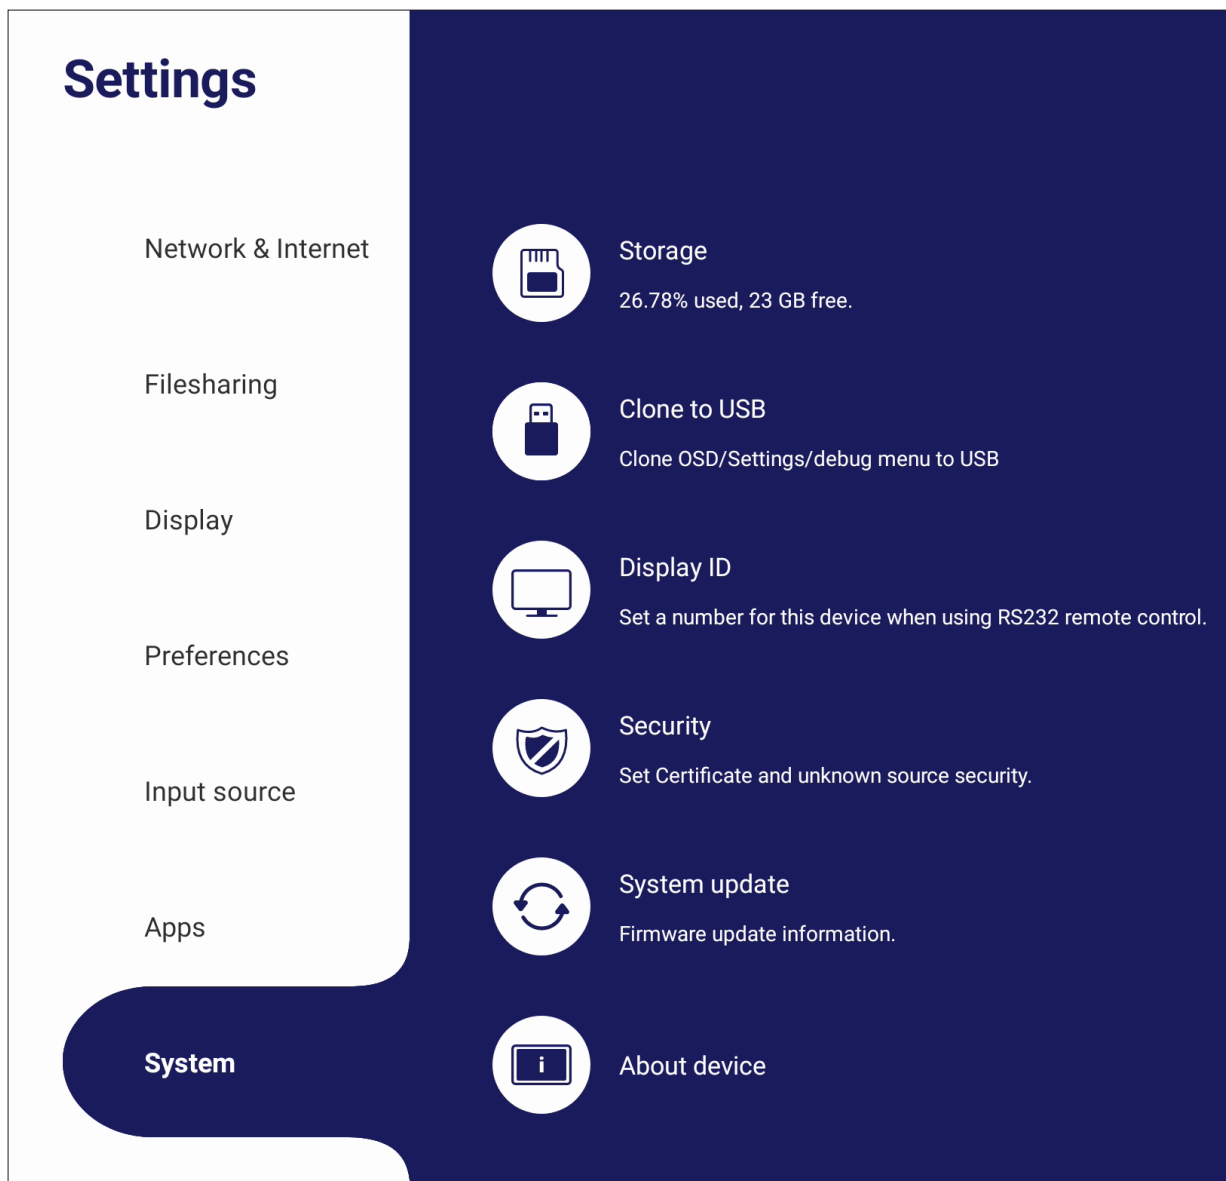 Settings
Network & Internet
Filesharing
Display
Preferences
Input source
Apps
System
Storage
26.78% used, 23 GB free.
Clone to USB
Clone OSD/Settings/debug menu to USB
Display ID
Set a number for this device when using RS232 remote control.
Security
Set Certificate and unknown source security.
System update
Firmware update information.
i
About device